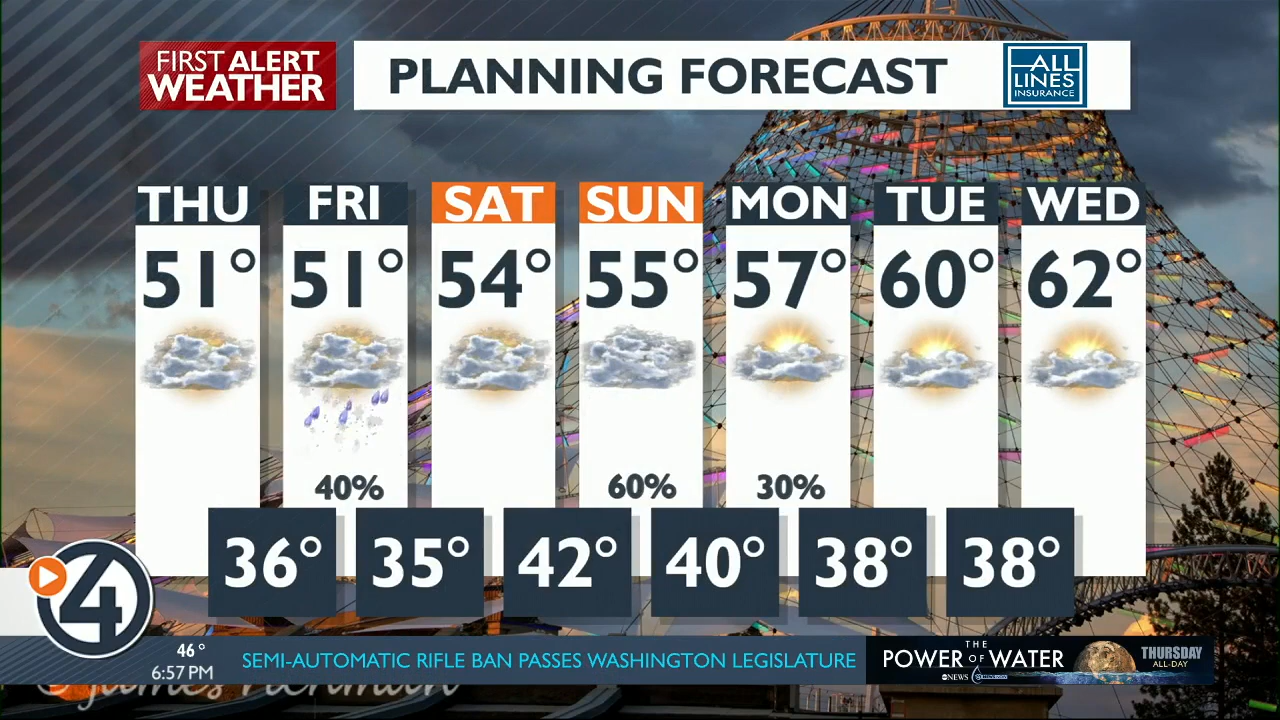 FIRST ALERT
WEATHER
PLANNING FORECAST
ALL
LINES
INSURANCE
THU FRI SAT SUN MON TUE WED
51° 51° 54° 55° 57° 60° 62°
40% 60% 30%
36° 35° 42° 40° 38° 38°
4
46°
6:57 PM
SEMI-AUTOMATIC RIFLE BAN PASSES WASHINGTON LEGISLATURE
THE
POWER OF WATER
abc NEWS
THURSDAY
ALL-DAY